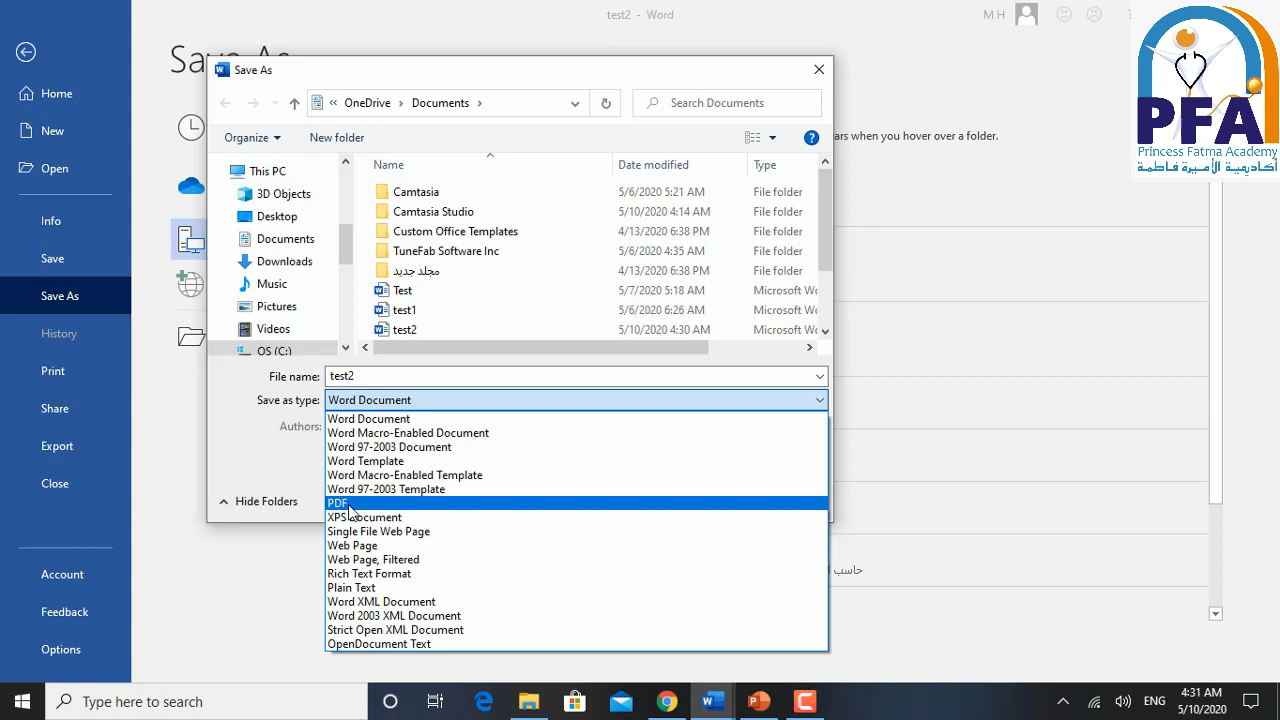 test2 - Word
M H
PFA
Princess Fatma Academy
أكاديمية الأميرة فاطمة
Home
New
Open
Info
Save
Save As
History
Print
Share
Export
Close
Account
Feedback
Options
Save As
ars when you hover over a folder.
حاسب
Save As
« OneDrive > Documents >
Search Documents
Organize
New folder
This PC
3D Objects
Desktop
Documents
Downloads
Music
Pictures
Videos
OS (C:)
Name Date modified Type
Camtasia 5/6/2020 5:21 AM File folder
Camtasia Studio 5/10/2020 4:14 AM File folder
Custom Office Templates 4/13/2020 6:38 PM File folder
TuneFab Software Inc 5/6/2020 4:35 AM File folder
مجلد جديد 4/13/2020 6:38 PM File folder
Test 5/7/2020 5:18 AM Microsoft Wo
test1 5/6/2020 6:26 AM Microsoft Wo
test2 5/10/2020 4:30 AM Microsoft Wo
File name: test2
Save as type: Word Document
Authors:
Hide Folders
Word Document
Word Macro-Enabled Document
Word 97-2003 Document
Word Template
Word Macro-Enabled Template
Word 97-2003 Template
PDF
XPS Document
Single File Web Page
Web Page
Web Page, Filtered
Rich Text Format
Plain Text
Word XML Document
Word 2003 XML Document
Strict Open XML Document
OpenDocument Text
Type here to search
ENG
4:31 AM
5/10/2020